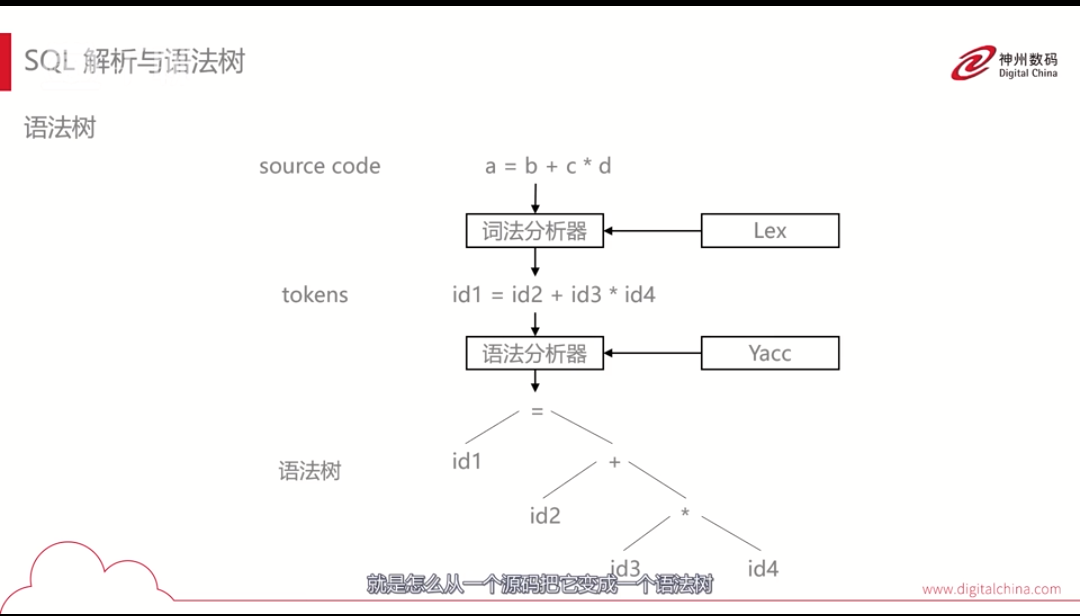 SQL 解析与语法树
神州数码
Digital China
语法树
source code
a = b + c * d
词法分析器
Lex
tokens
id1 = id2 + id3 * id4
语法分析器
Yacc
=
id1
+
语法树
id2
*
id3
id4
就是怎么从一个源码把它变成一个语法树
www.digitalchina.com